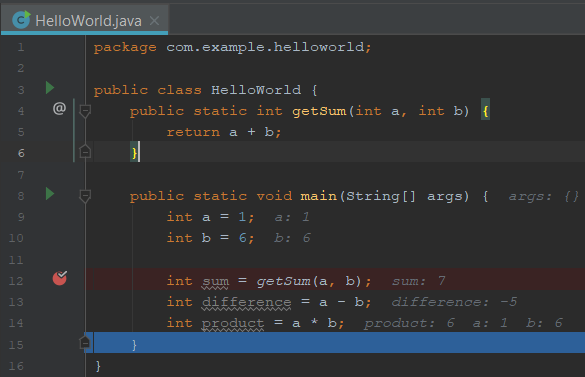 HelloWorld.java
1 package com.example.helloworld;
2
3 public class HelloWorld {
4 @ public static int getSum(int a, int b) {
5 return a + b;
6 }
7
8 public static void main(String[] args) { args: {}
9 int a = 1; a: 1
10 int b = 6; b: 6
11
12 int sum = getSum(a, b); sum: 7
13 int difference = a - b; difference: -5
14 int product = a * b; product: 6 a: 1 b: 6
15 }
16 }